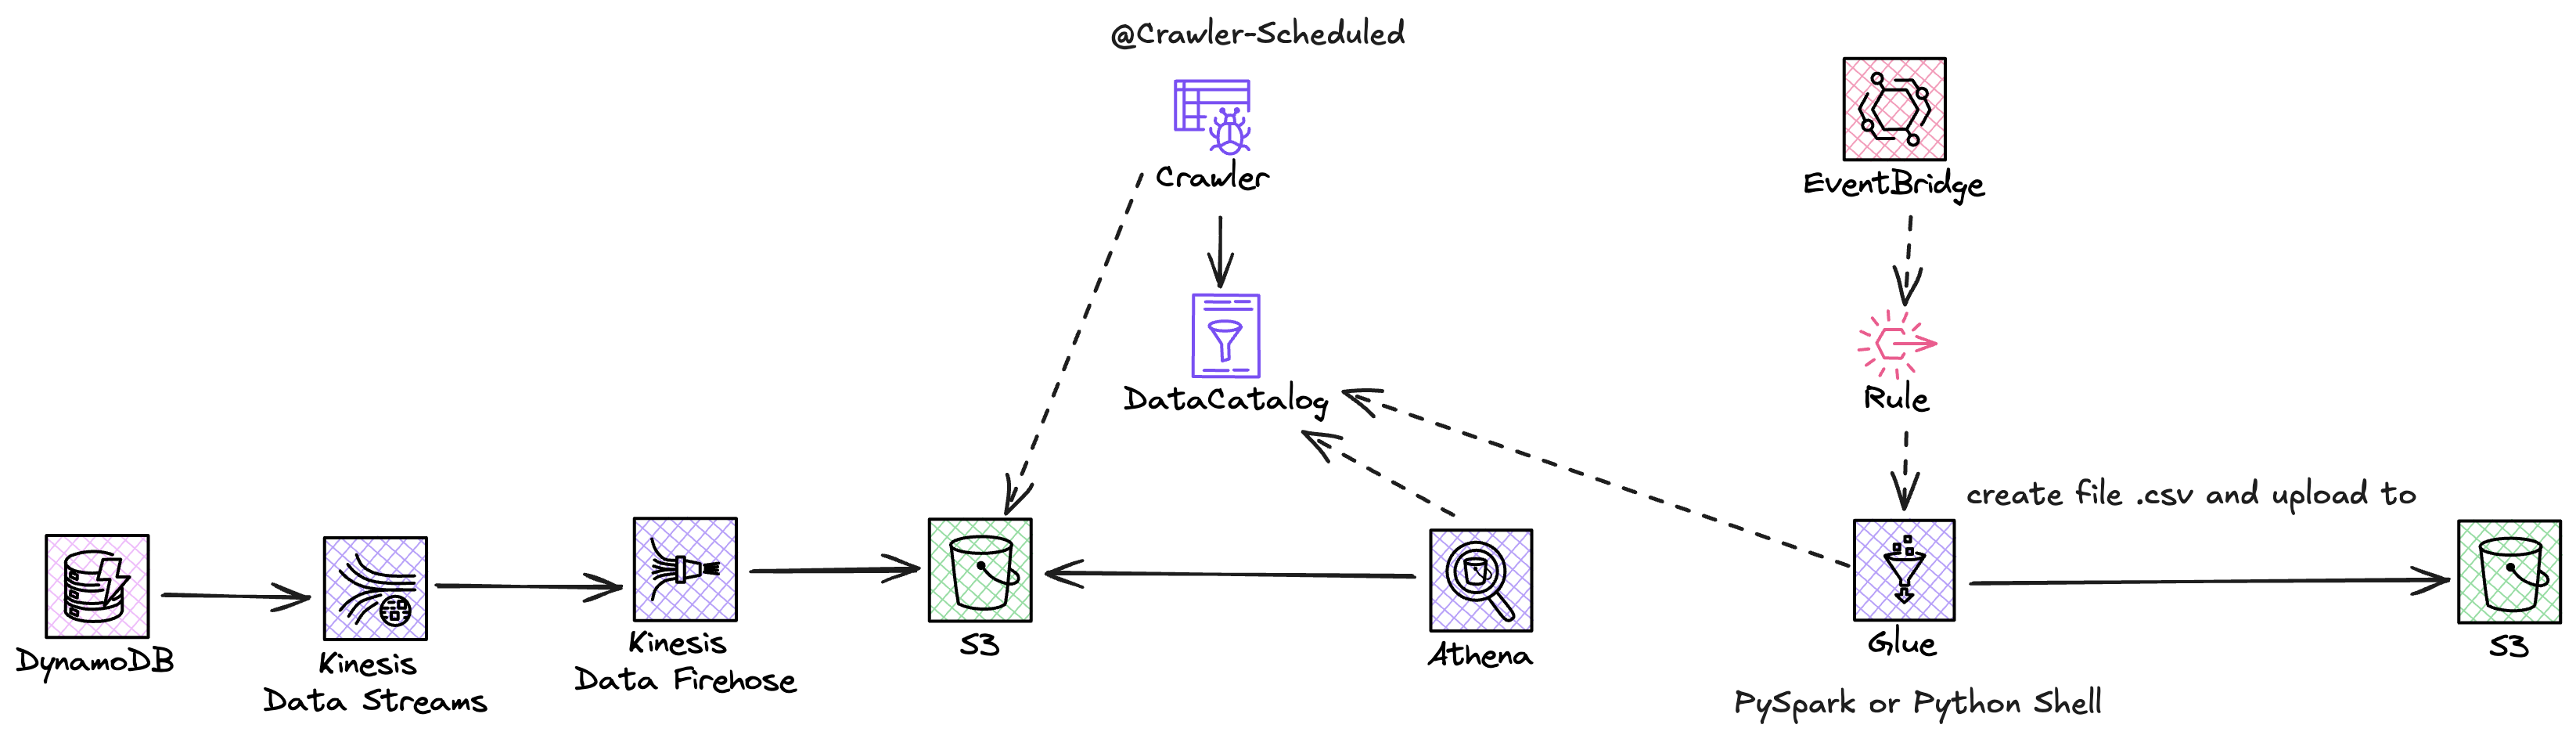 @Crawler-Scheduled
Crawler
EventBridge
DataCatalog
Rule
create file .csv and upload to
DynamoDB
Kinesis
Data Streams
Kinesis
Data Firehose
S3
Athena
Glue
S3
PySpark or Python Shell